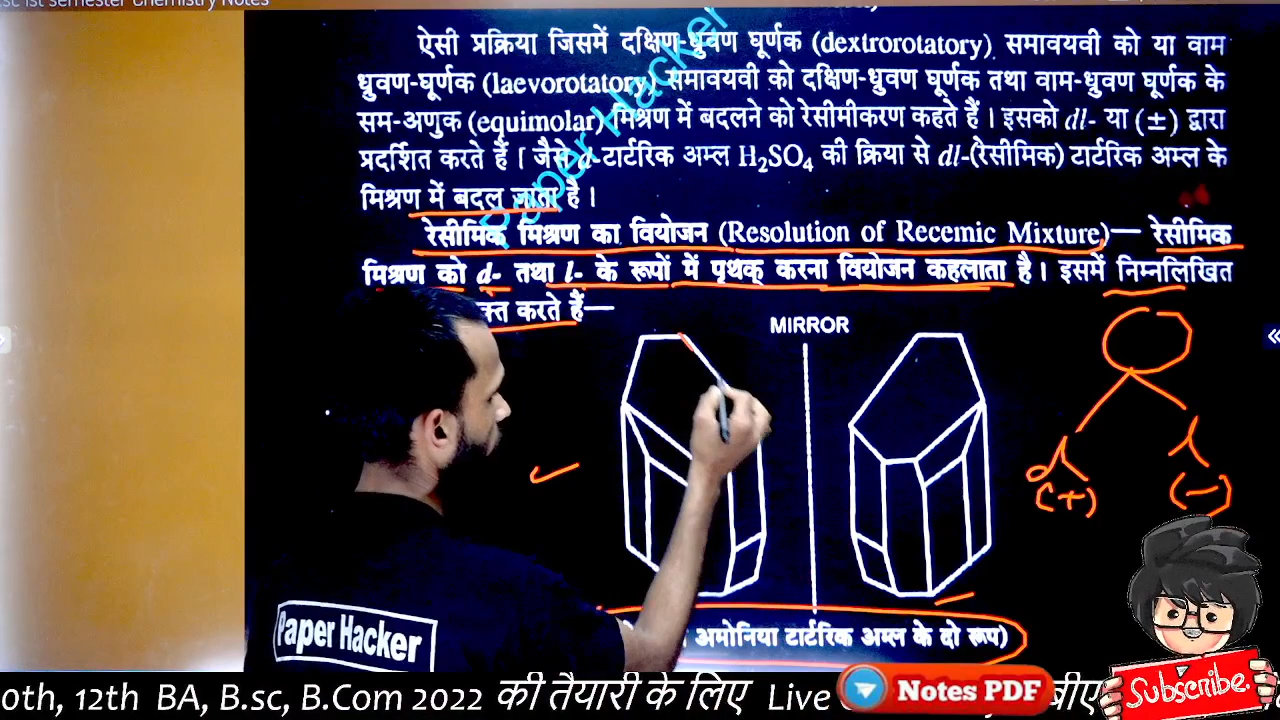 .sc 1st semester Chemistry Notes
ऐसी प्रक्रिया जिसमें दक्षिण-ध्रुवण घूर्णक (dextrorotatory) समावयवी को या वाम
ध्रुवण-घूर्णक (laevorotatory) समावयवी को दक्षिण-ध्रुवण घूर्णक तथा वाम-ध्रुवण घूर्णक के
सम-अणुक (equimolar) मिश्रण में बदलने को रेसीमीकरण कहते हैं। इसको dl- या (±) द्वारा
प्रदर्शित करते हैं। जैसे d-टार्टरिक अम्ल H₂SO₄ की क्रिया से dl-(रेसीमिक) टार्टरिक अम्ल के
मिश्रण में बदल जाता है।
Paper Hacker
रेसीमिक मिश्रण का वियोजन (Resolution of Recemic Mixture)— रेसीमिक
मिश्रण को d- तथा l- के रूपों में पृथक् करना वियोजन कहलाता है। इसमें निम्नलिखित
क्त करते हैं—
MIRROR
d l
(+) (−)
अमोनिया टार्टरिक अम्ल के दो रूप)
Paper Hacker
0th, 12th BA, B.sc, B.Com 2022 की तैयारी के लिए Live
Notes PDF
बीए
Subscribe.